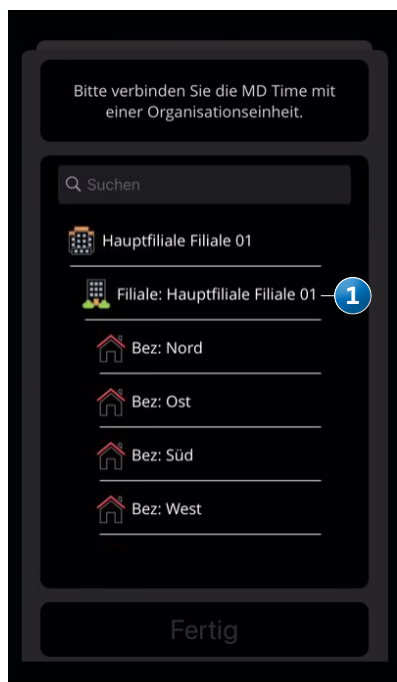 Bitte verbinden Sie die MD Time mit
einer Organisationseinheit.
Suchen
Hauptfiliale Filiale 01
Filiale: Hauptfiliale Filiale 01
1
Bez: Nord
Bez: Ost
Bez: Süd
Bez: West
Fertig